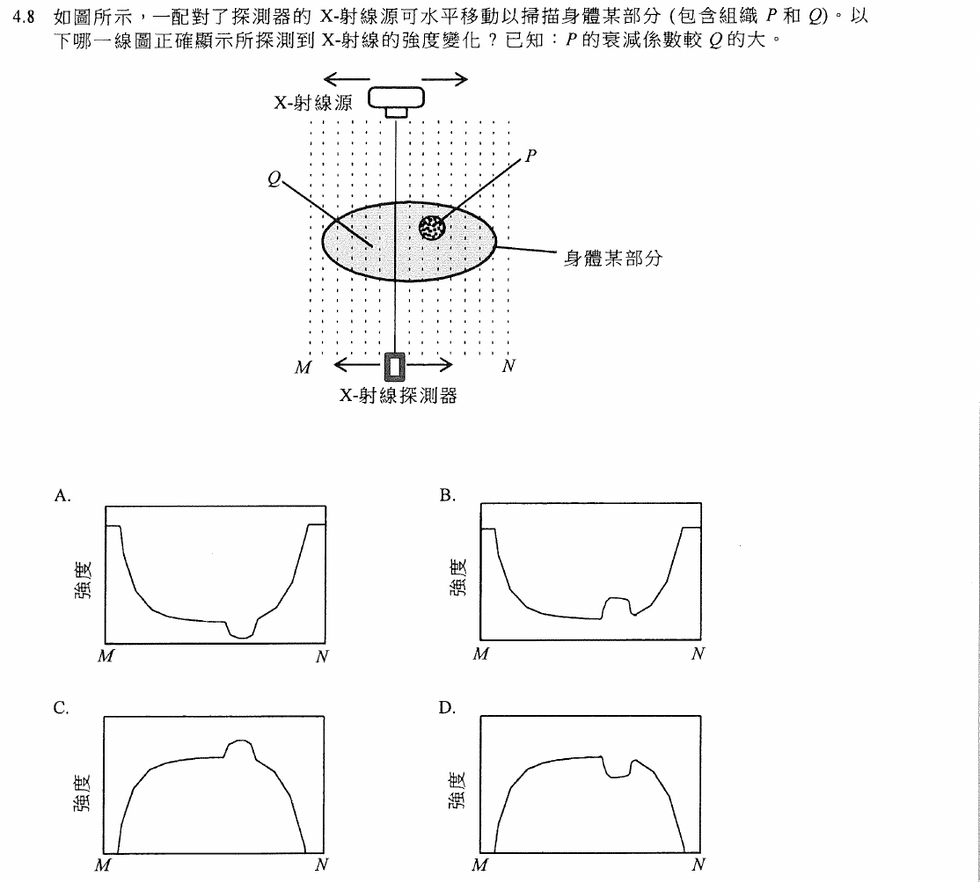 4.8 如圖所示，一配對了探測器的 X-射線源可水平移動以掃描身體某部分 (包含組織 P 和 Q)。以
下哪一線圖正確顯示所探測到 X-射線的強度變化？已知：P 的衰減係數較 Q 的大。
X-射線源
P
Q
身體某部分
M
N
X-射線探測器
A.
B.
強度
強度
M
N
M
N
C.
D.
強度
強度
M
N
M
N